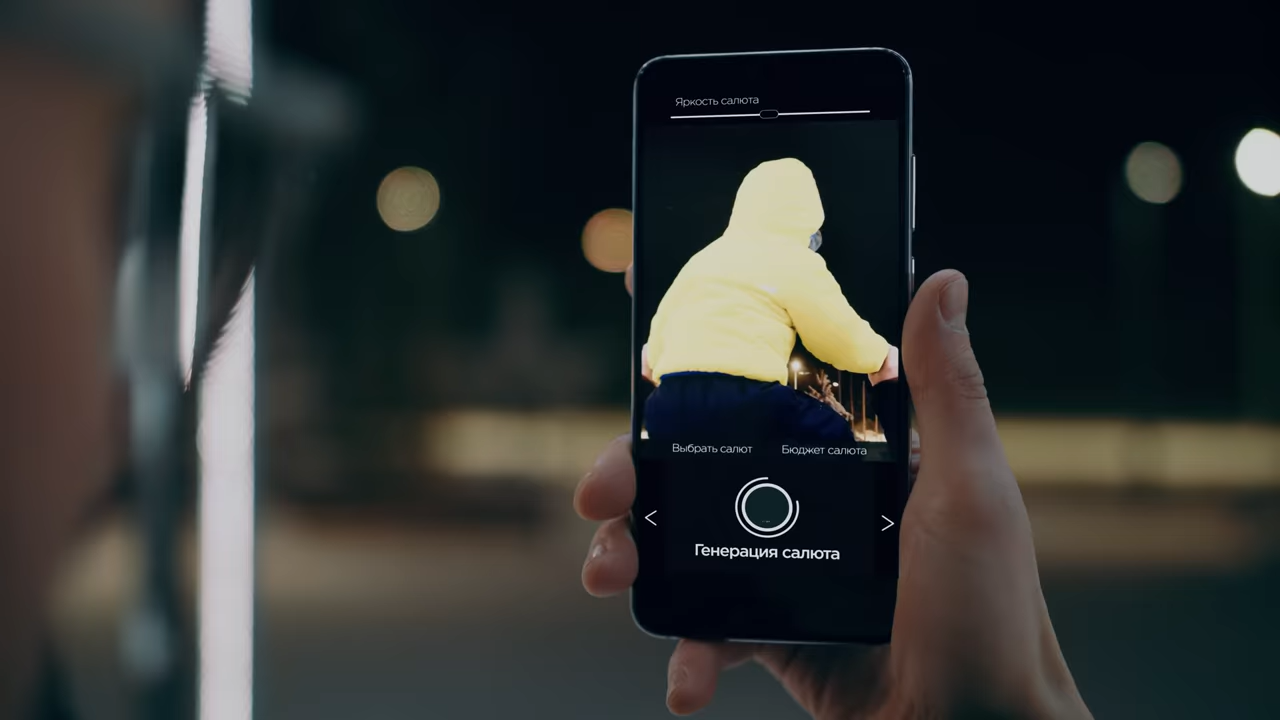 Яркость салюта
Выбрать салют
Бюджет салюта
<
>
Генерация салюта